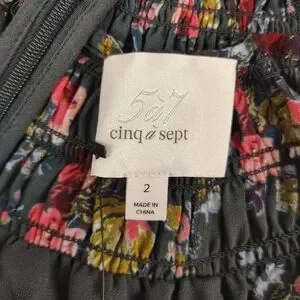 5à7
cinq à sept
2
MADE IN
CHINA